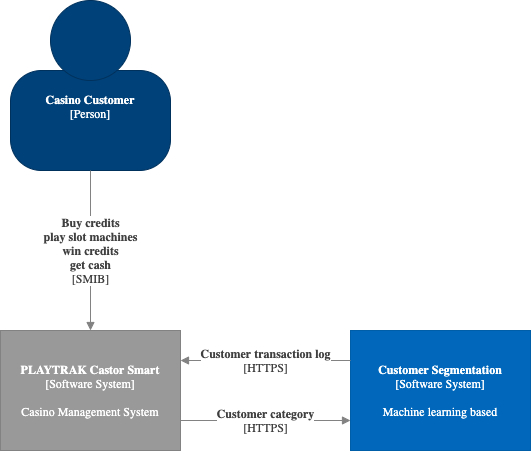 Casino Customer
[Person]
Buy credits
play slot machines
win credits
get cash
[SMIB]
PLAYTRAK Castor Smart
[Software System]
Casino Management System
Customer transaction log
[HTTPS]
Customer category
[HTTPS]
Customer Segmentation
[Software System]
Machine learning based